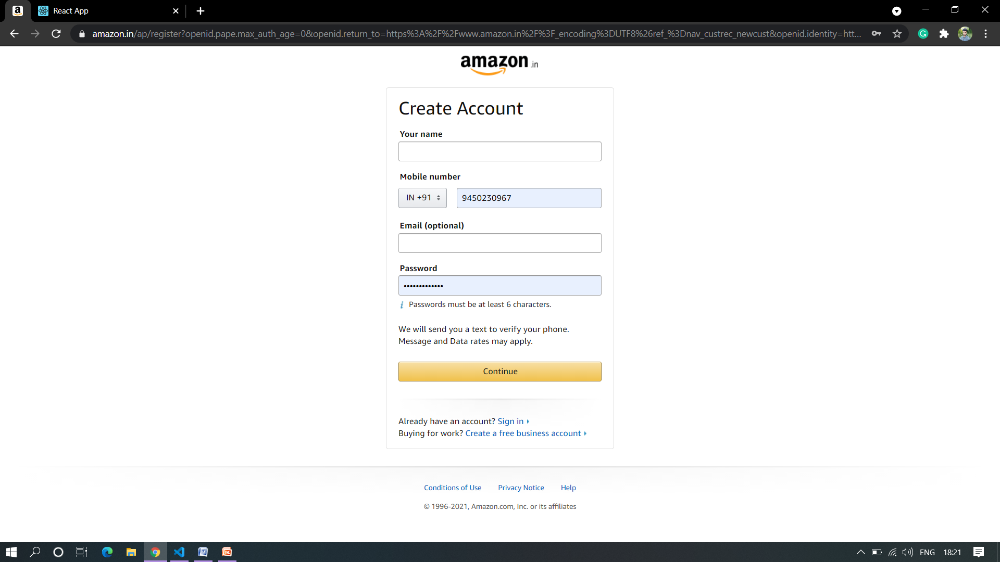 React App
amazon.in/ap/register?openid.pape.max_auth_age=0&openid.return_to=https%3A%2F%2Fwww.amazon.in%2F%3F_encoding%3DUTF8%26ref_%3Dnav_custrec_newcust&openid.identity=htt...
amazon.in
Create Account
Your name
Mobile number
IN +91 9450230967
Email (optional)
Password
•••••••••••••
i Passwords must be at least 6 characters.
We will send you a text to verify your phone.
Message and Data rates may apply.
Continue
Already have an account? Sign in
Buying for work? Create a free business account
Conditions of Use Privacy Notice Help
© 1996-2021, Amazon.com, Inc. or its affiliates
ENG 18:21